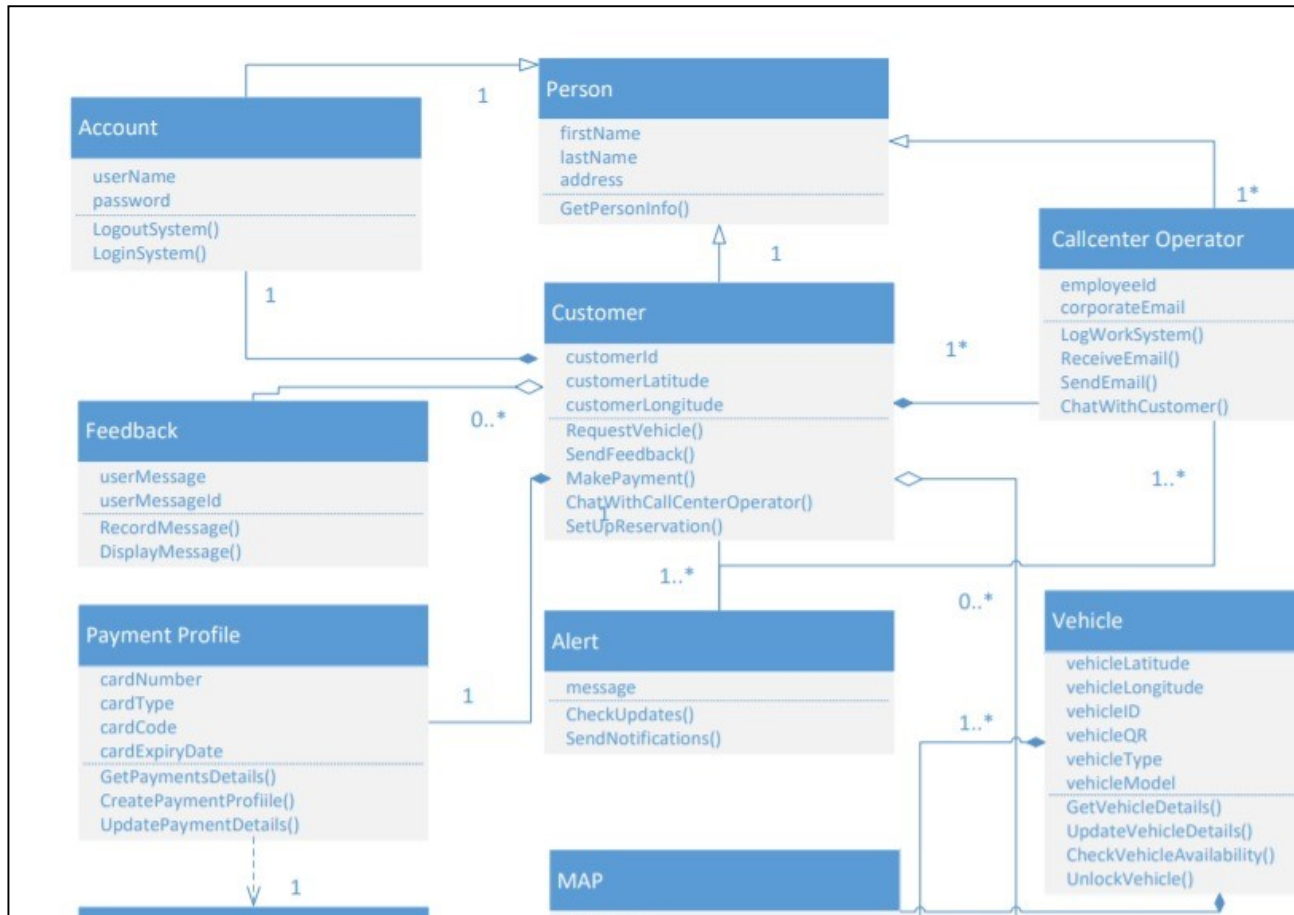 Person
firstName
lastName
address
GetPersonInfo()
1
Account
userName
password
LogoutSystem()
LoginSystem()
1
1
1*
Callcenter Operator
employeeId
corporateEmail
LogWorkSystem()
ReceiveEmail()
SendEmail()
ChatWithCustomer()
1*
1..*
Customer
customerId
customerLatitude
customerLongitude
RequestVehicle()
SendFeedback()
MakePayment()
ChatWithCallCenterOperator()
1
SetUpReservation()
0..*
Feedback
userMessage
userMessageId
RecordMessage()
DisplayMessage()
1..*
0..*
Payment Profile
cardNumber
cardType
cardCode
cardExpiryDate
GetPaymentsDetails()
CreatePaymentProfiile()
UpdatePaymentDetails()
1
1
Alert
message
CheckUpdates()
SendNotifications()
1..*
Vehicle
vehicleLatitude
vehicleLongitude
vehicleID
vehicleQR
vehicleType
vehicleModel
GetVehicleDetails()
UpdateVehicleDetails()
CheckVehicleAvailability()
UnlockVehicle()
MAP